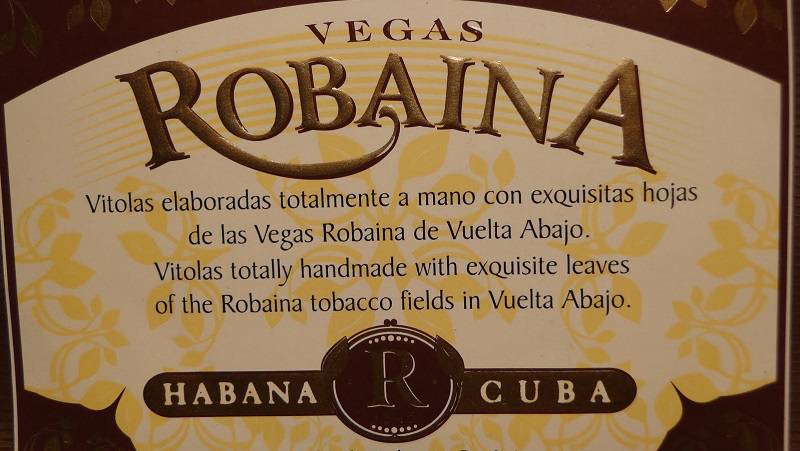 VEGAS
ROBAINA
Vitolas elaboradas totalmente a mano con exquisitas hojas
de las Vegas Robaina de Vuelta Abajo.
Vitolas totally handmade with exquisite leaves
of the Robaina tobacco fields in Vuelta Abajo.
HABANA R CUBA